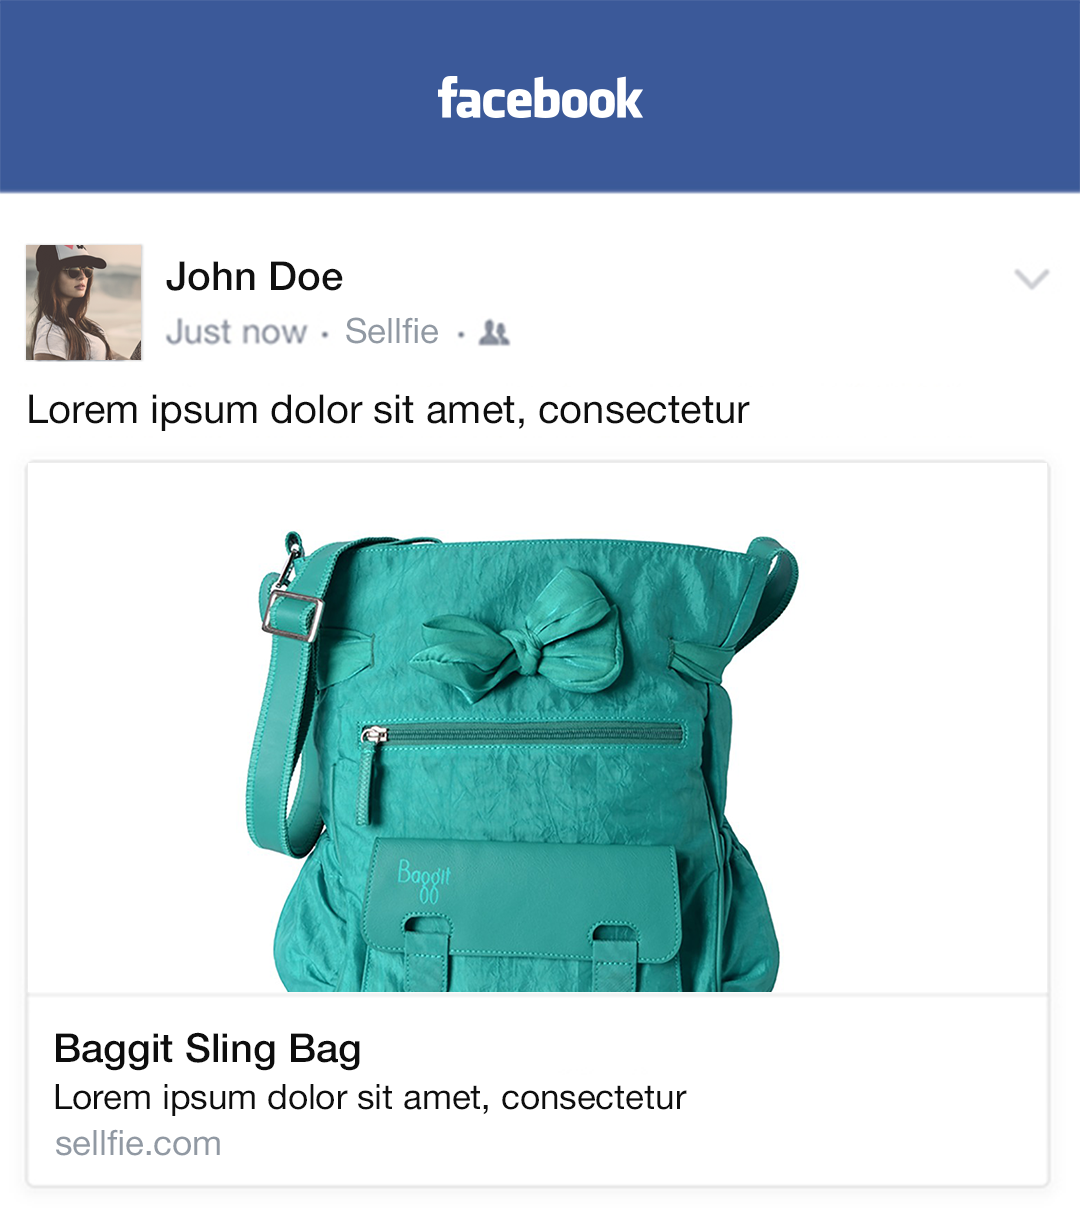 facebook
John Doe
Just now · Sellfie ·
Lorem ipsum dolor sit amet, consectetur
Baggit
Baggit Sling Bag
Lorem ipsum dolor sit amet, consectetur
sellfie.com